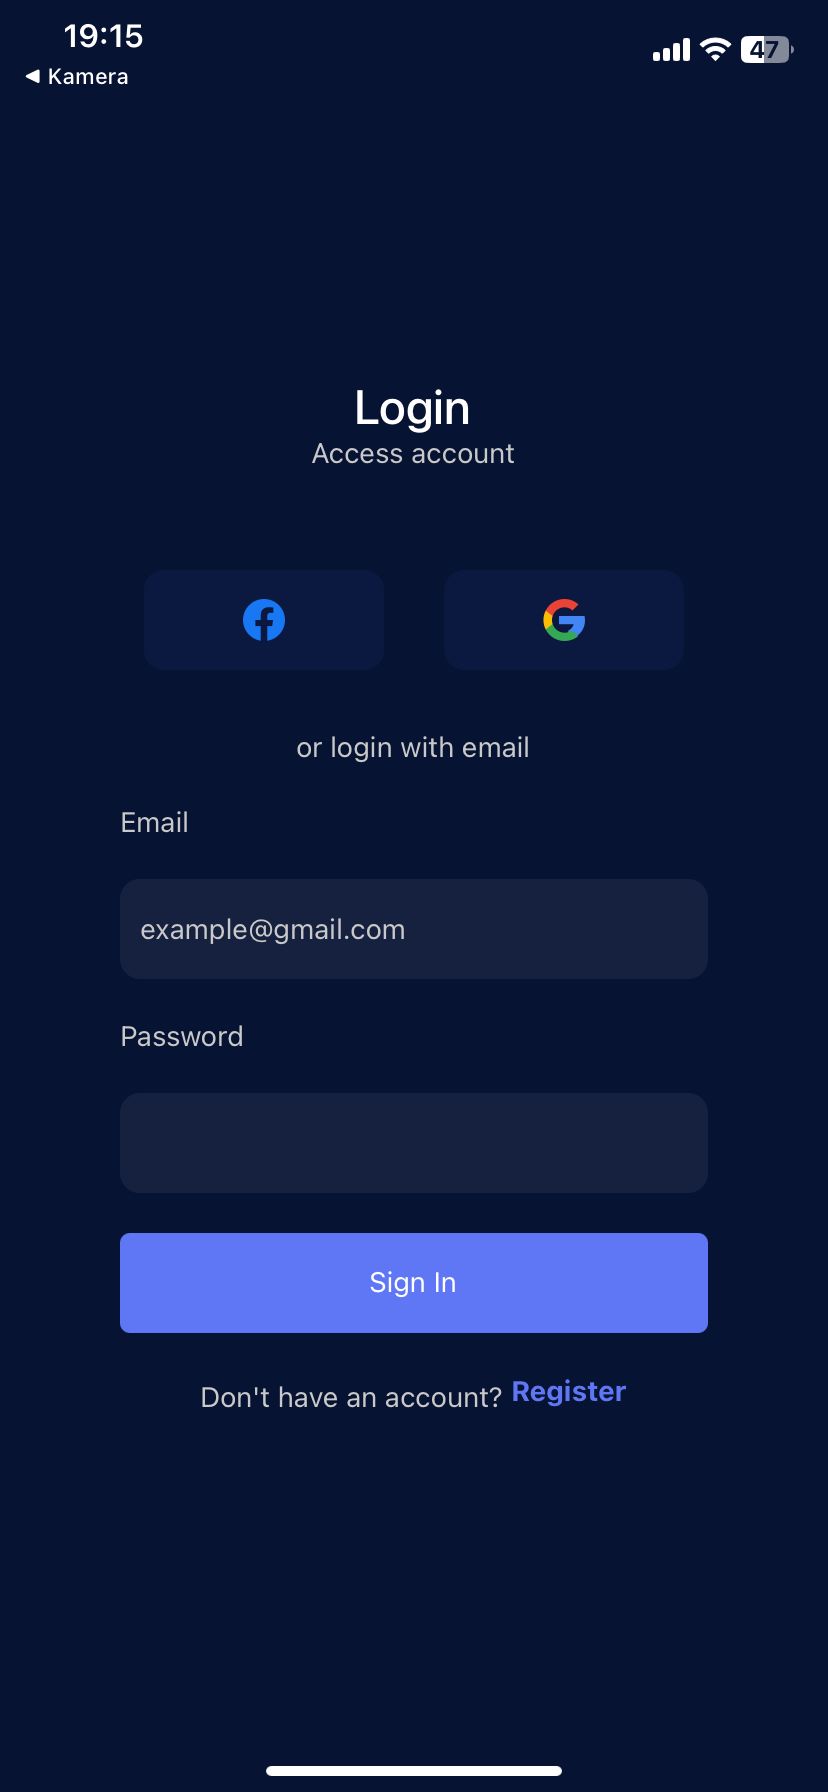 19:15
47
Kamera
Login
Access account
or login with email
Email
example@gmail.com
Password
Sign In
Don't have an account? Register